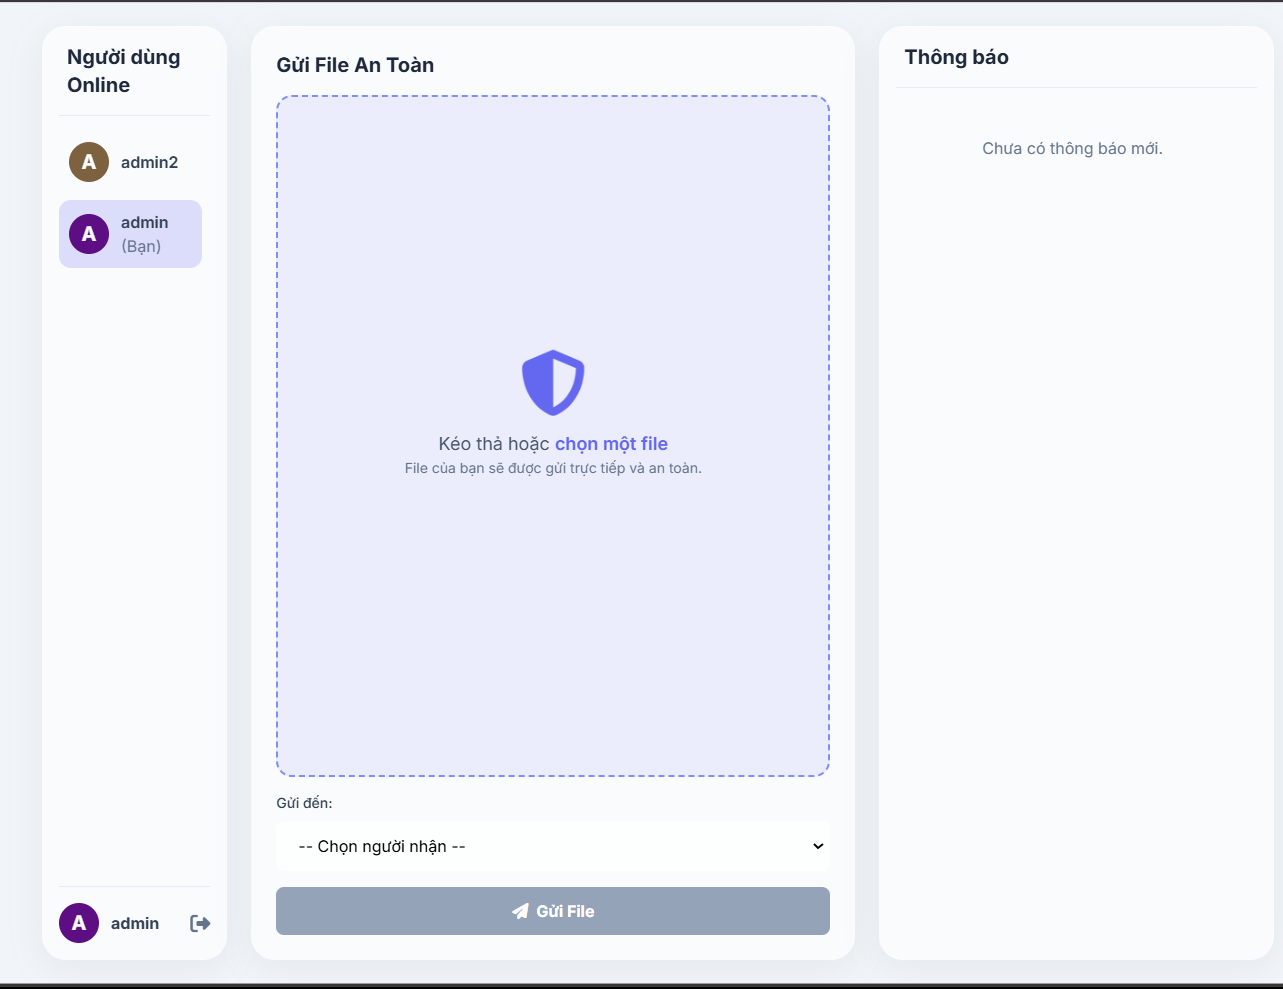 Người dùng
Online
A
admin2
A
admin
(Bạn)
A
admin
Gửi File An Toàn
Kéo thả hoặc chọn một file
File của bạn sẽ được gửi trực tiếp và an toàn.
Gửi đến:
-- Chọn người nhận --
Gửi File
Thông báo
Chưa có thông báo mới.